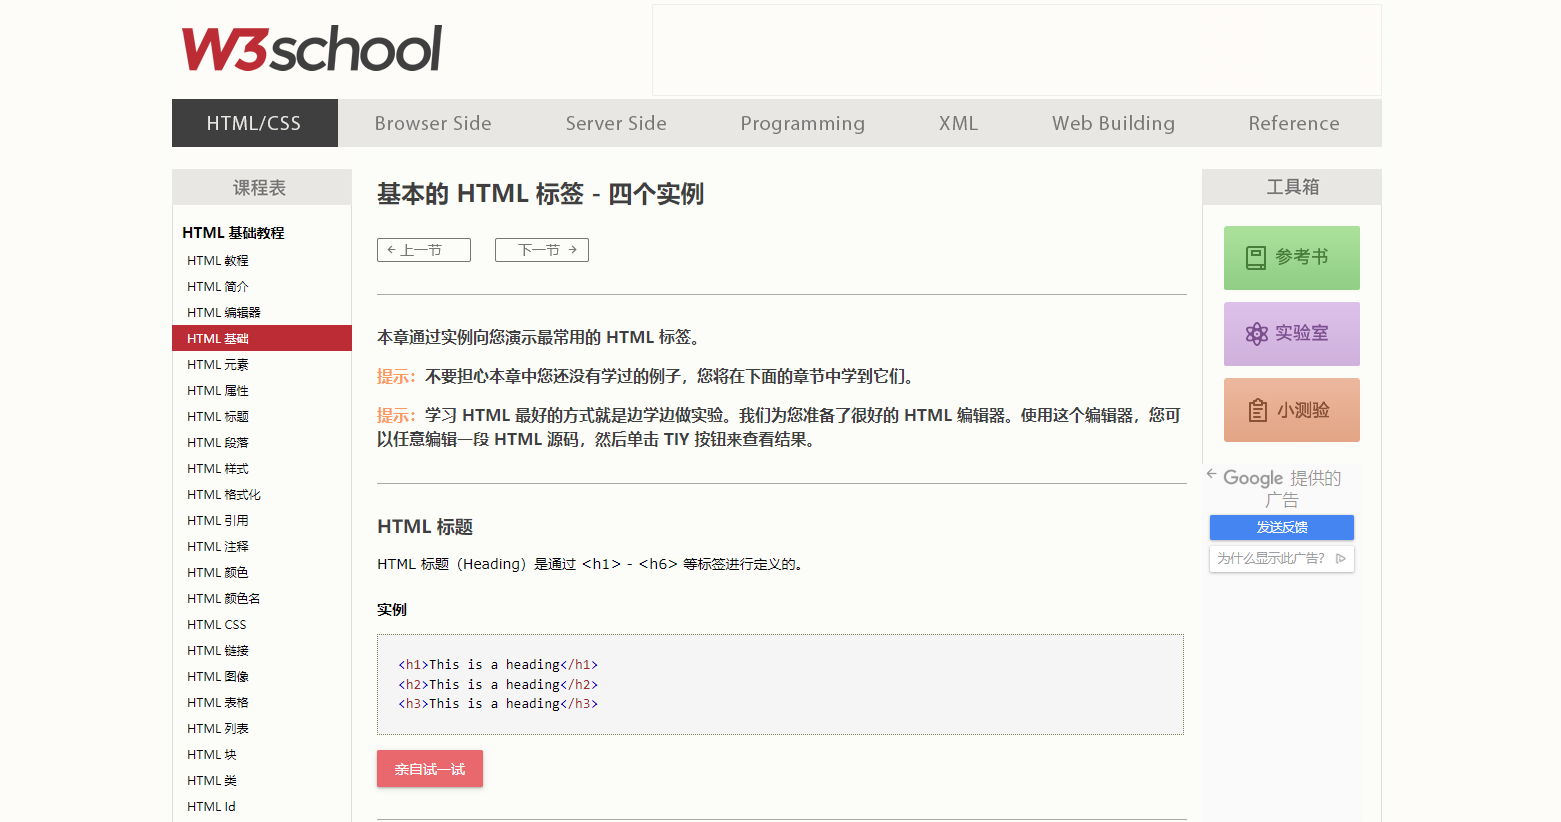 W3school
HTML/CSS Browser Side Server Side Programming XML Web Building Reference
课程表
HTML 基础教程
HTML 教程
HTML 简介
HTML 编辑器
HTML 基础
HTML 元素
HTML 属性
HTML 标题
HTML 段落
HTML 样式
HTML 格式化
HTML 引用
HTML 注释
HTML 颜色
HTML 颜色名
HTML CSS
HTML 链接
HTML 图像
HTML 表格
HTML 列表
HTML 块
HTML 类
HTML Id
基本的 HTML 标签 - 四个实例
← 上一节 下一节 →
本章通过实例向您演示最常用的 HTML 标签。
提示：不要担心本章中您还没有学过的例子，您将在下面的章节中学到它们。
提示：学习 HTML 最好的方式就是边学边做实验。我们为您准备了很好的 HTML 编辑器。使用这个编辑器，您可
以任意编辑一段 HTML 源码，然后单击 TIY 按钮来查看结果。
HTML 标题
HTML 标题（Heading）是通过 <h1> - <h6> 等标签进行定义的。
实例
<h1>This is a heading</h1>
<h2>This is a heading</h2>
<h3>This is a heading</h3>
亲自试一试
工具箱
参考书
实验室
小测验
← Google 提供的
广告
发送反馈
为什么显示此广告？